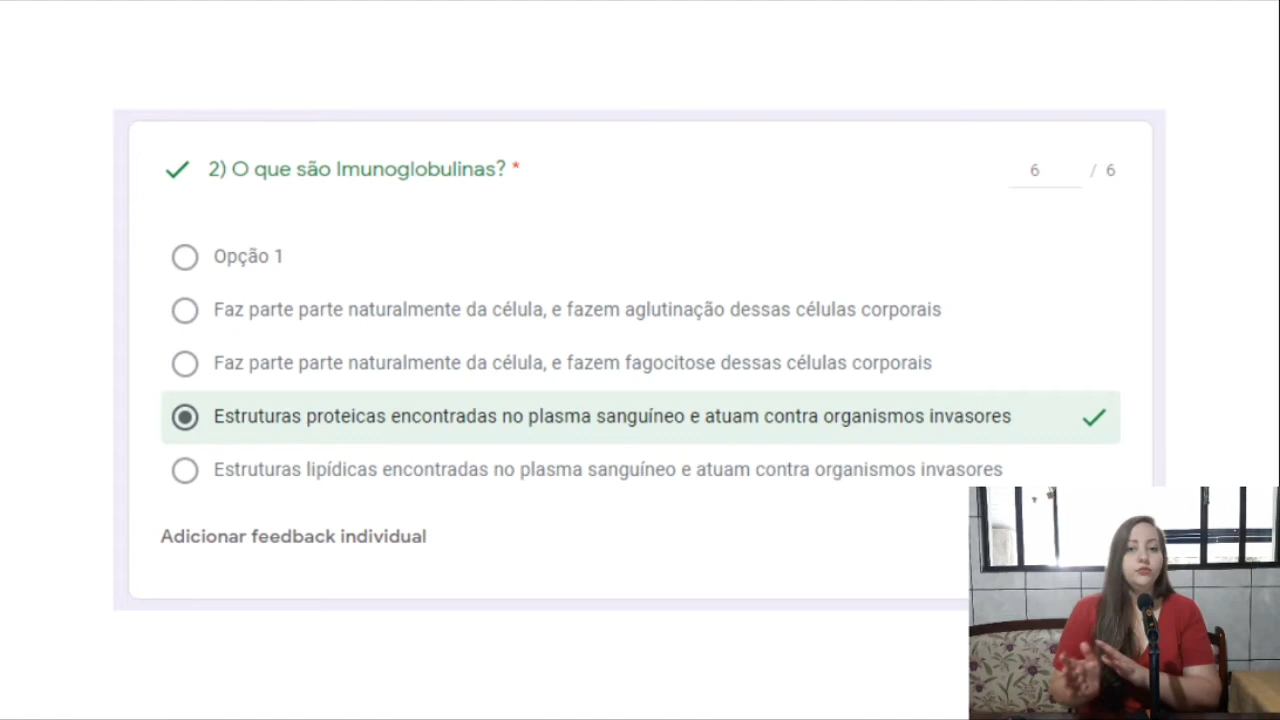 2) O que são Imunoglobulinas? *
6 / 6
Opção 1
Faz parte parte naturalmente da célula, e fazem aglutinação dessas células corporais
Faz parte parte naturalmente da célula, e fazem fagocitose dessas células corporais
Estruturas proteicas encontradas no plasma sanguíneo e atuam contra organismos invasores
Estruturas lipídicas encontradas no plasma sanguíneo e atuam contra organismos invasores
Adicionar feedback individual